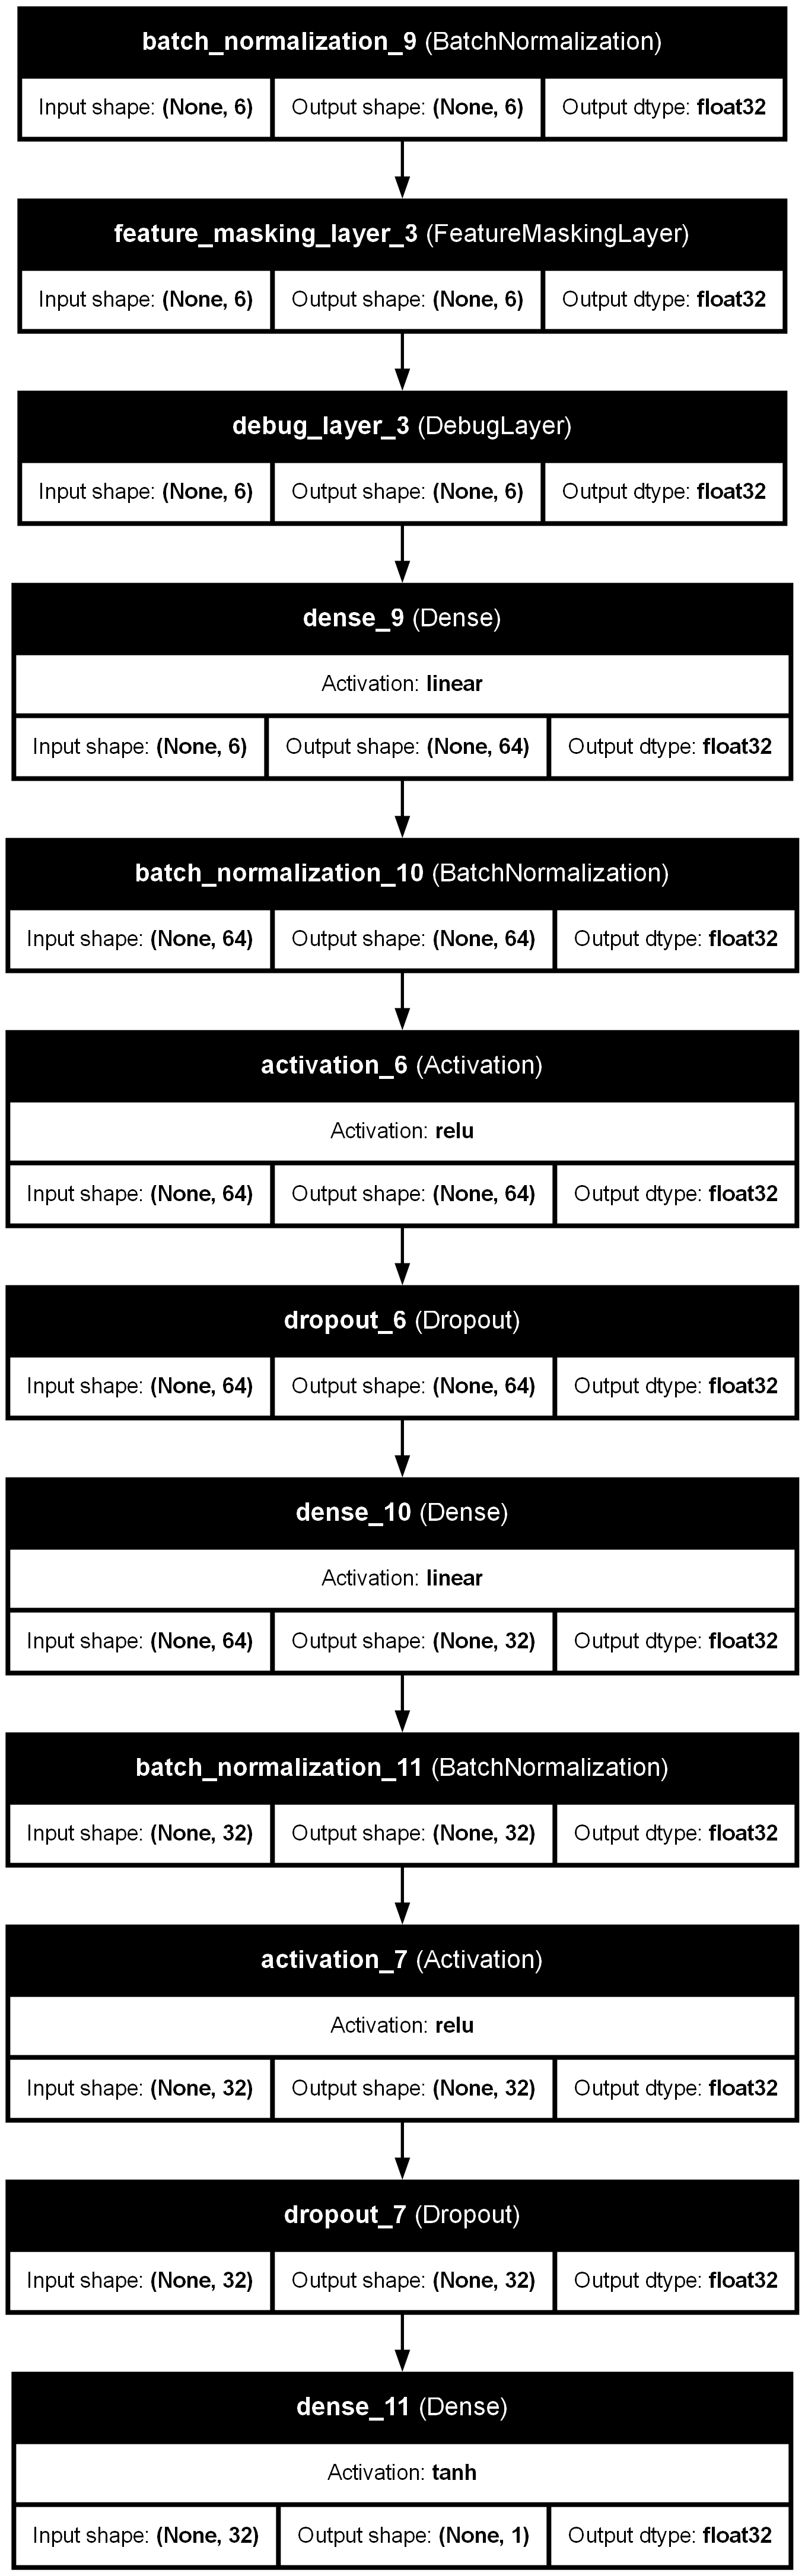 batch_normalization_9 (BatchNormalization)
Input shape: (None, 6) Output shape: (None, 6) Output dtype: float32
feature_masking_layer_3 (FeatureMaskingLayer)
Input shape: (None, 6) Output shape: (None, 6) Output dtype: float32
debug_layer_3 (DebugLayer)
Input shape: (None, 6) Output shape: (None, 6) Output dtype: float32
dense_9 (Dense)
Activation: linear
Input shape: (None, 6) Output shape: (None, 64) Output dtype: float32
batch_normalization_10 (BatchNormalization)
Input shape: (None, 64) Output shape: (None, 64) Output dtype: float32
activation_6 (Activation)
Activation: relu
Input shape: (None, 64) Output shape: (None, 64) Output dtype: float32
dropout_6 (Dropout)
Input shape: (None, 64) Output shape: (None, 64) Output dtype: float32
dense_10 (Dense)
Activation: linear
Input shape: (None, 64) Output shape: (None, 32) Output dtype: float32
batch_normalization_11 (BatchNormalization)
Input shape: (None, 32) Output shape: (None, 32) Output dtype: float32
activation_7 (Activation)
Activation: relu
Input shape: (None, 32) Output shape: (None, 32) Output dtype: float32
dropout_7 (Dropout)
Input shape: (None, 32) Output shape: (None, 32) Output dtype: float32
dense_11 (Dense)
Activation: tanh
Input shape: (None, 32) Output shape: (None, 1) Output dtype: float32